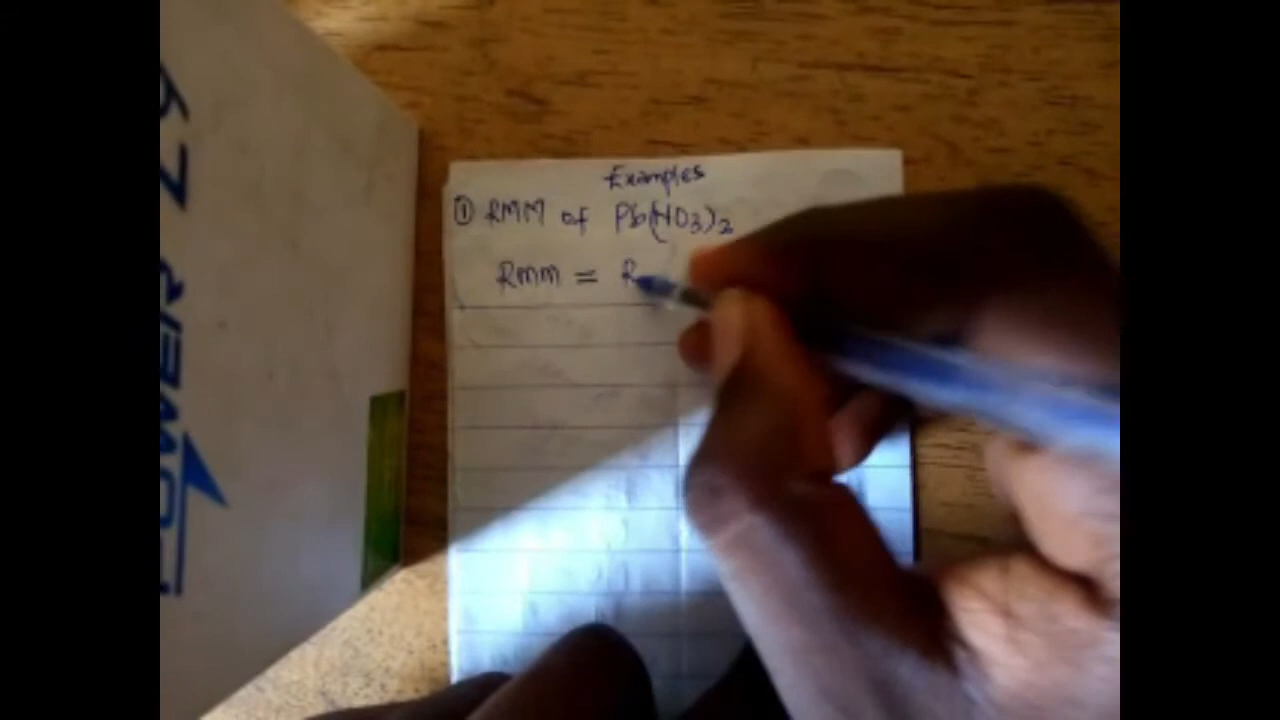 Examples
① RMM of Pb(NO3)2
RMM = R